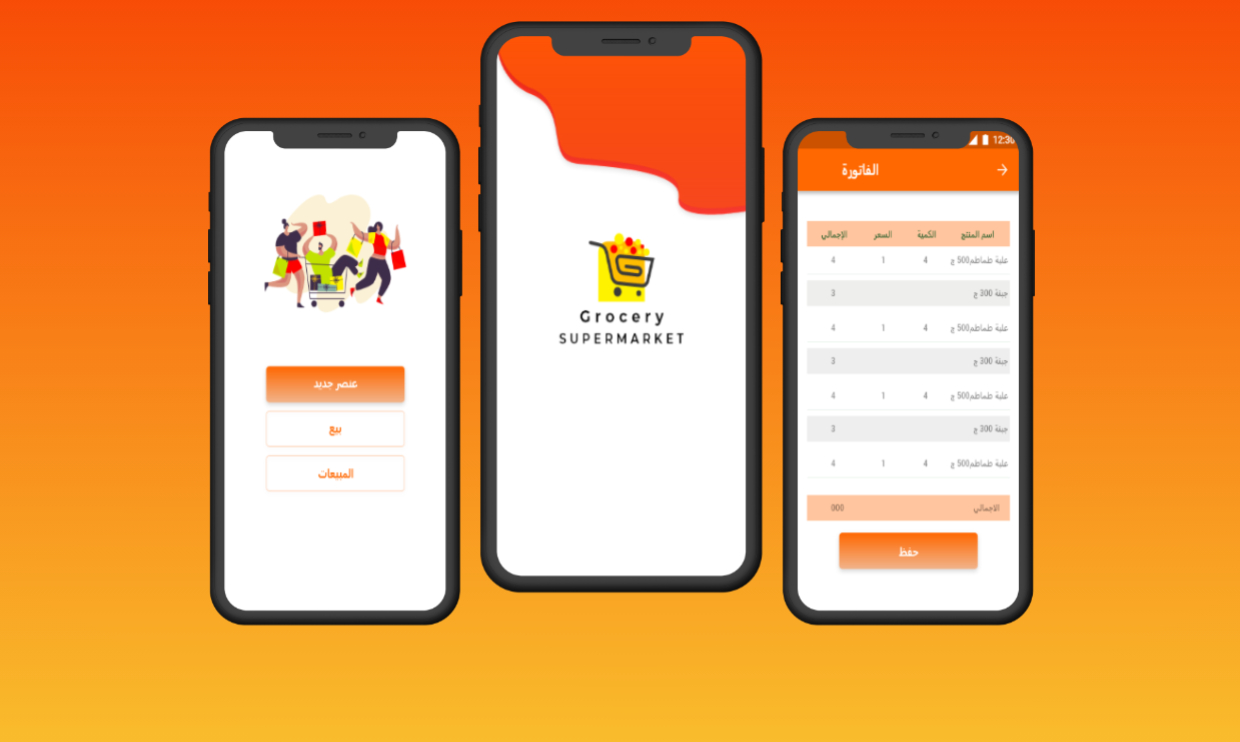 عنصر جديد
بيع
المبيعات
Grocery
SUPERMARKET
12:30
الفاتورة
اسم المنتج الكمية السعر الإجمالي
علبة طماطم500 ج 4 1 4
جبنة 300 ج 3
علبة طماطم500 ج 4 1 4
جبنة 300 ج 3
علبة طماطم500 ج 4 1 4
جبنة 300 ج 3
علبة طماطم500 ج 4 1 4
الاجمالي 000
حفظ